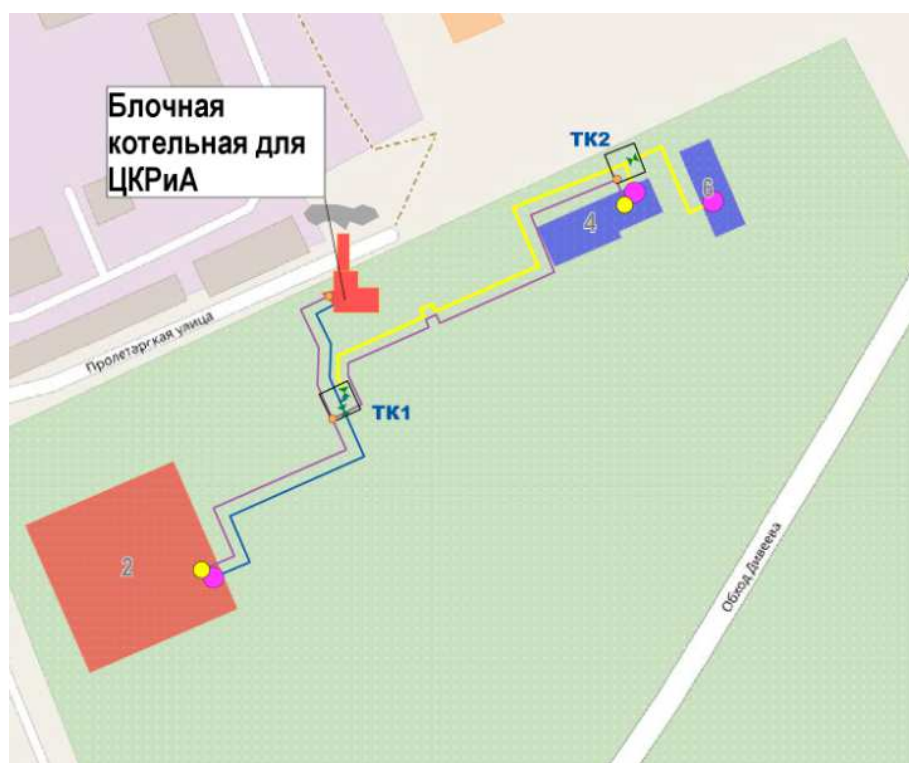 Блочная
котельная для
ЦКРиА
ТК2
6
4
Пролетарская улица
ТК1
2
Обход Дивеева